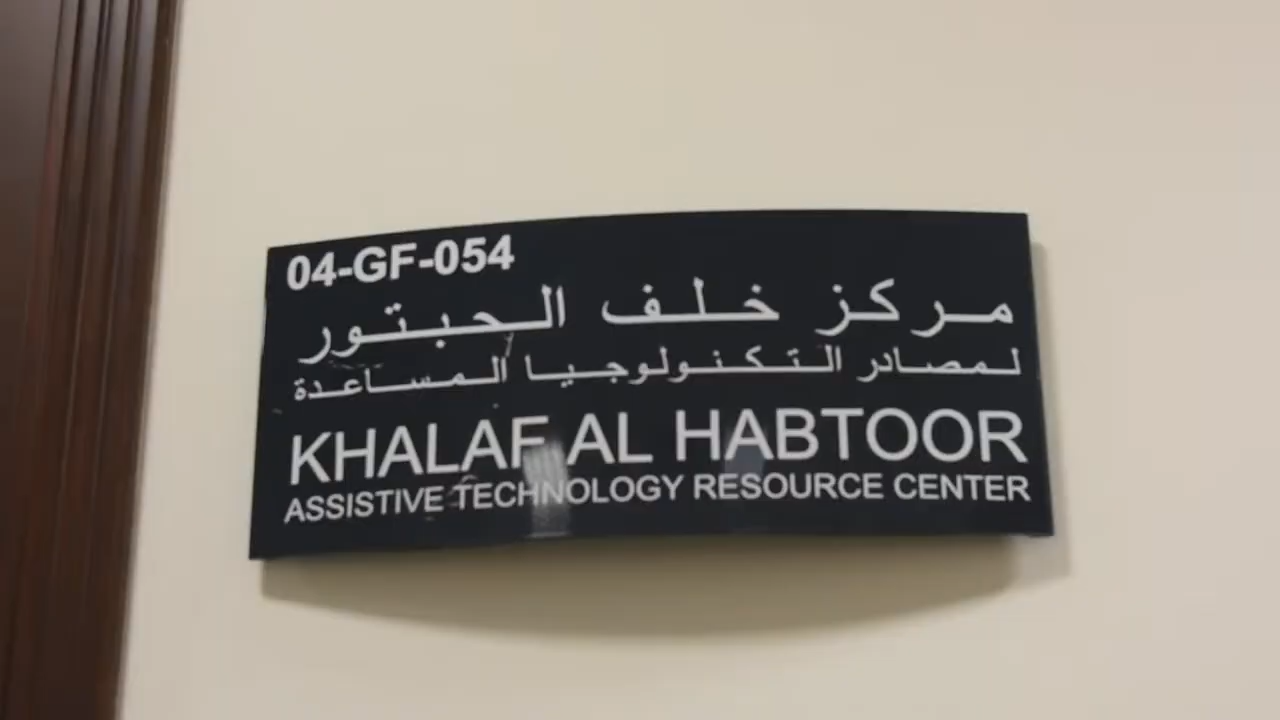 04-GF-054
مركز خلف الحبتور
لمصادر التكنولوجيا المساعدة
KHALAF AL HABTOOR
ASSISTIVE TECHNOLOGY RESOURCE CENTER